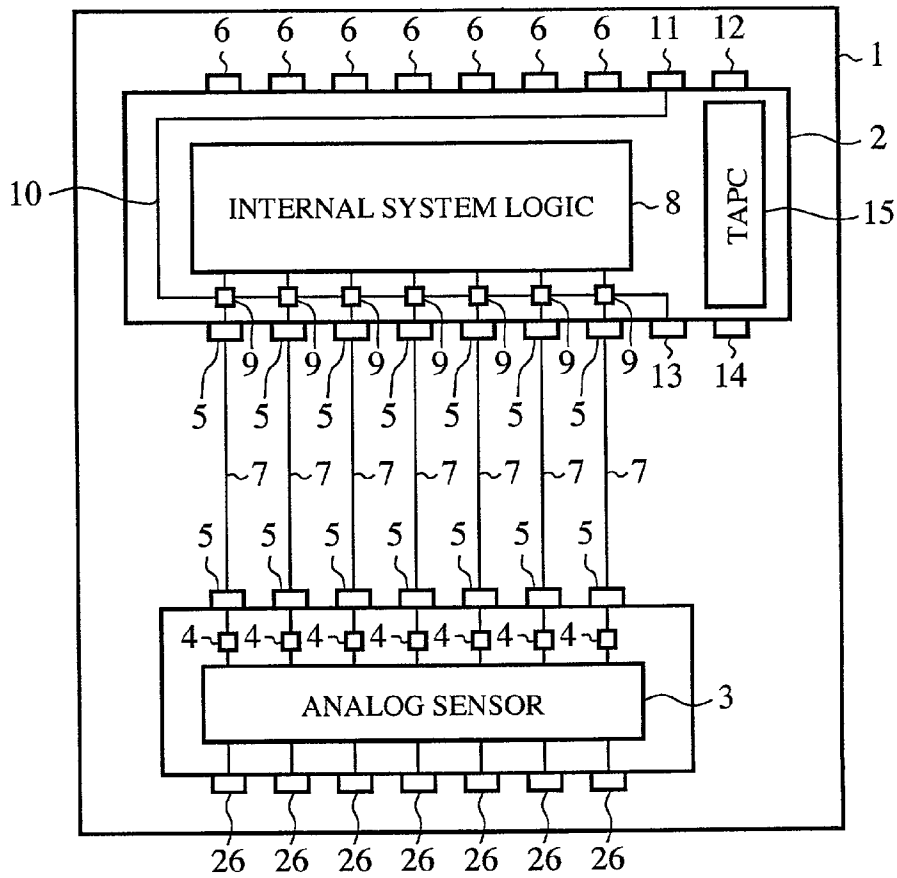 6 6 6 6 6 6 6 11 12
1
2
10
INTERNAL SYSTEM LOGIC
8
TAPC
15
9 9 9 9 9 9 9
5 5 5 5 5 5 5 13 14
7 7 7 7 7 7 7
5 5 5 5 5 5 5
4 4 4 4 4 4 4
ANALOG SENSOR
3
26 26 26 26 26 26 26